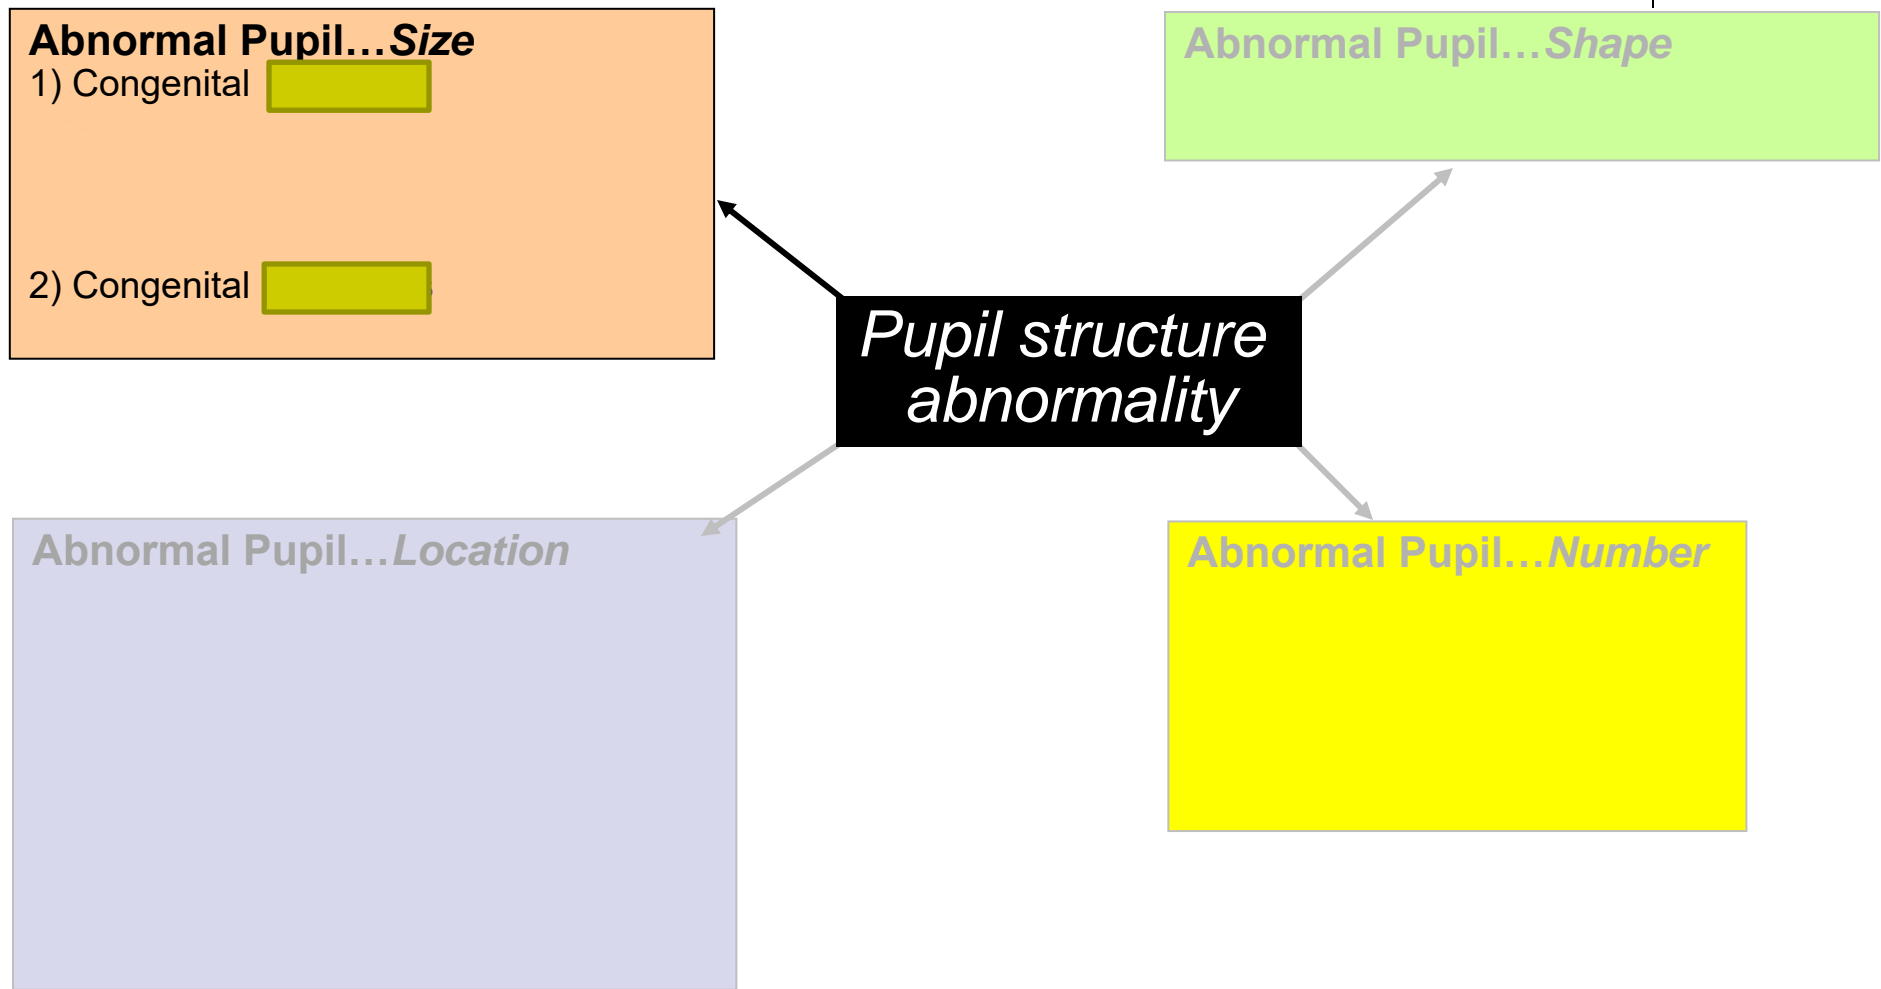 Abnormal Pupil…Size
1) Congenital
2) Congenital
Abnormal Pupil…Shape
Pupil structure
abnormality
Abnormal Pupil…Location
Abnormal Pupil…Number